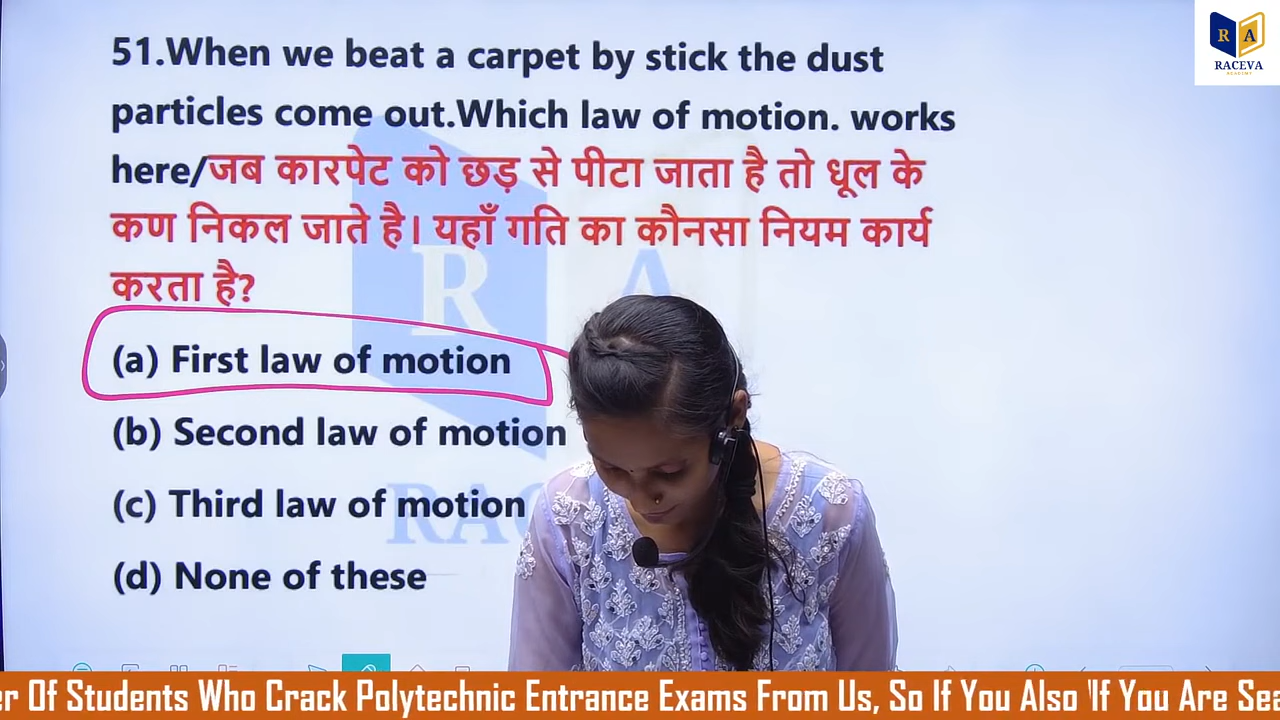 51.When we beat a carpet by stick the dust
particles come out.Which law of motion. works
here/जब कारपेट को छड़ से पीटा जाता है तो धूल के
कण निकल जाते है। यहाँ गति का कौनसा नियम कार्य
करता है?
(a) First law of motion
(b) Second law of motion
(c) Third law of motion
(d) None of these
R A
RACEVA
ACADEMY
R A
Of Students Who Crack Polytechnic Entrance Exams From Us, So If You Also If You Are